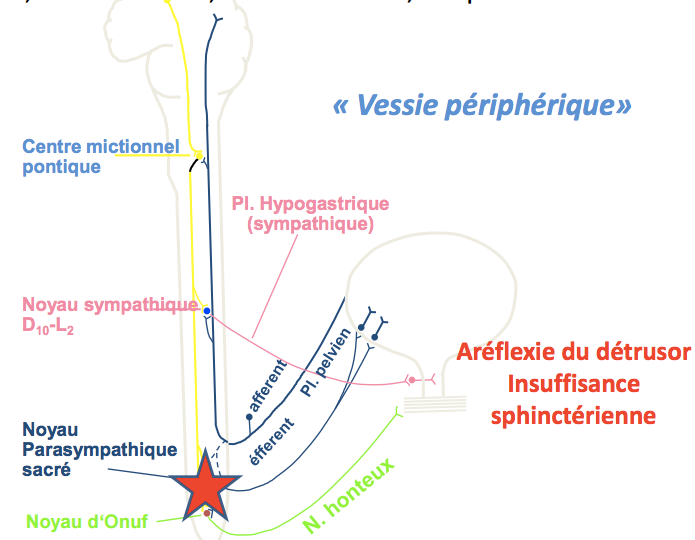 « Vessie périphérique»
Centre mictionnel
pontique
Pl. Hypogastrique
(sympathique)
Noyau sympathique
D10-L2
afferent
Pl. pelvien
éfferent
Aréflexie du détrusor
Insuffisance
sphinctérienne
Noyau
Parasympathique
sacré
Noyau d‘Onuf
N. honteux